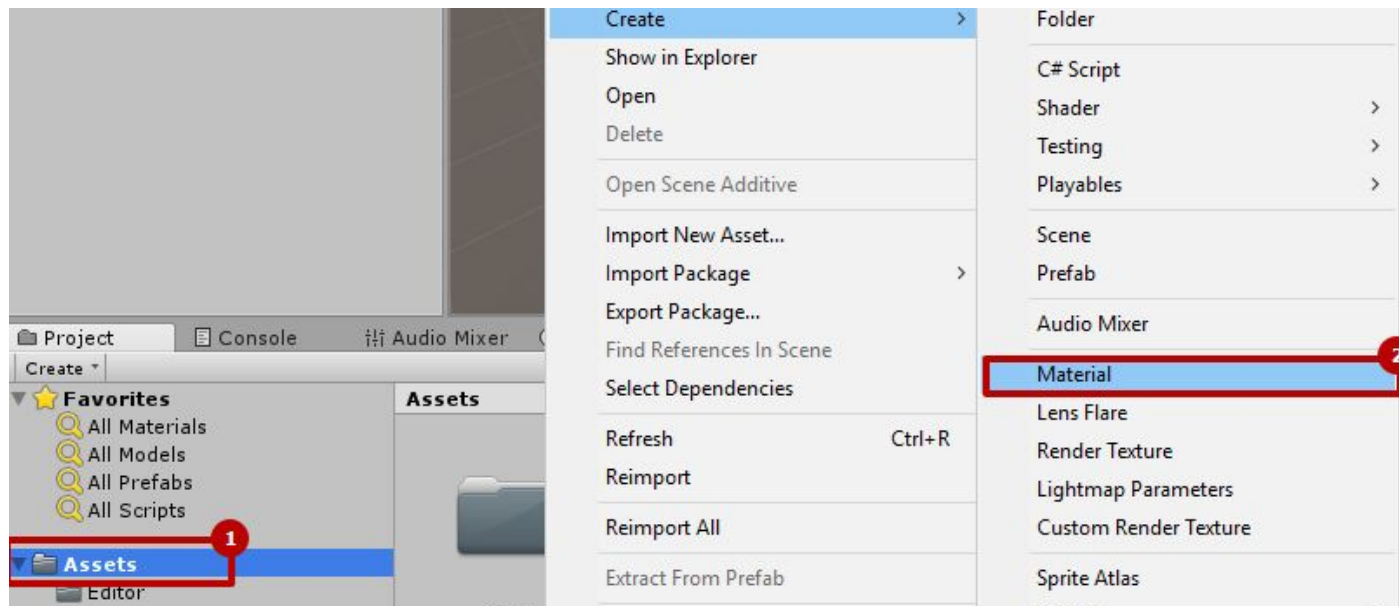 Create >
Show in Explorer
Open
Delete
Open Scene Additive
Import New Asset...
Import Package >
Export Package...
Find References In Scene
Select Dependencies
Refresh Ctrl+R
Reimport
Reimport All
Extract From Prefab
Folder
C# Script
Shader >
Testing >
Playables >
Scene
Prefab
Audio Mixer
2
Material
Lens Flare
Render Texture
Lightmap Parameters
Custom Render Texture
Sprite Atlas
Project Console Audio Mixer
Create
Favorites
All Materials
All Models
All Prefabs
All Scripts
1
Assets
Editor
Assets